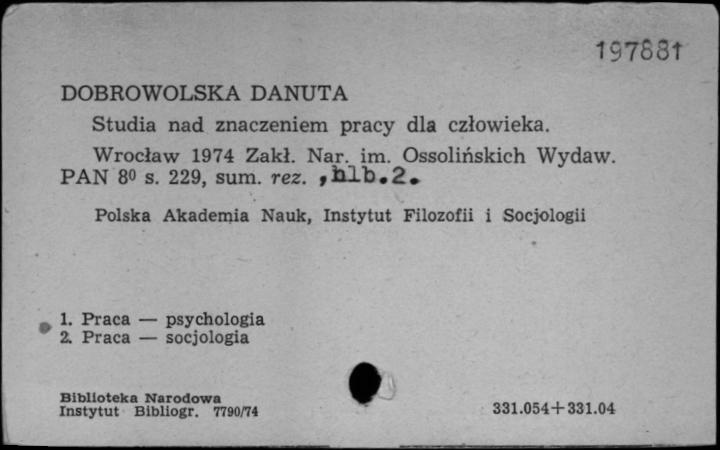 197881
DOBROWOLSKA DANUTA
Studia nad znaczeniem pracy dla człowieka.
Wrocław 1974 Zakł. Nar. im. Ossolińskich Wydaw.
PAN 8⁰ s. 229, sum. rez. ,hlb.2.
Polska Akademia Nauk, Instytut Filozofii i Socjologii
1. Praca — psychologia
2. Praca — socjologia
Biblioteka Narodowa
Instytut Bibliogr. 7790/74
331.054+331.04